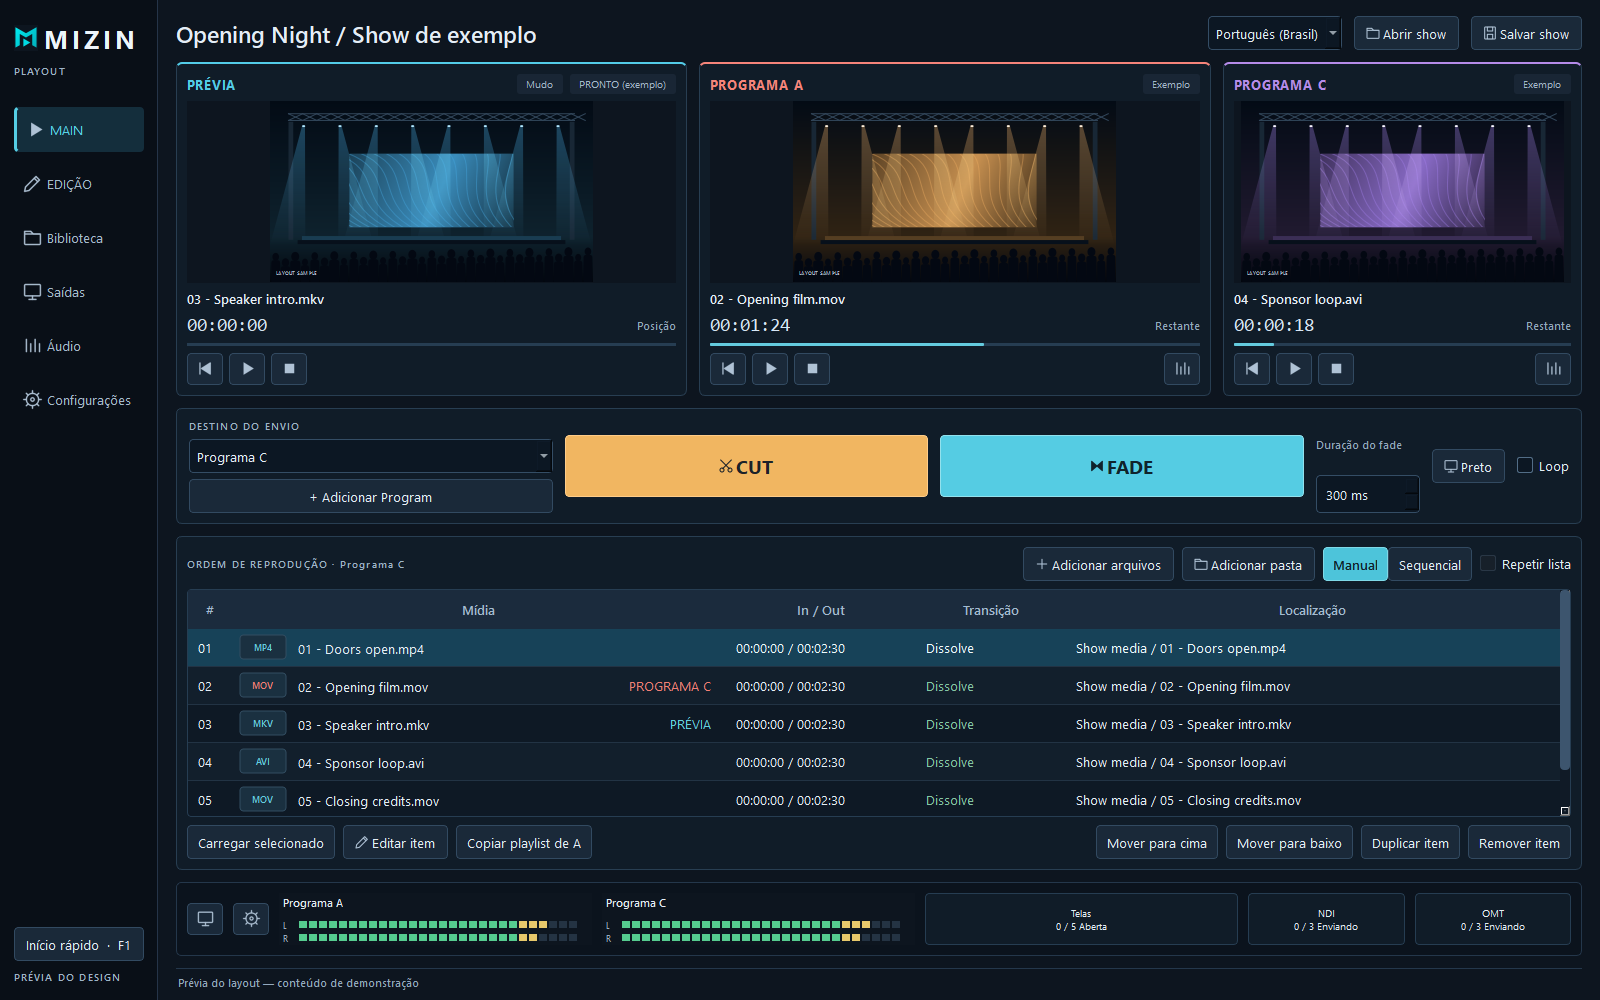 MIZIN
PLAYOUT
MAIN
EDIÇÃO
Biblioteca
Saídas
Áudio
Configurações
Início rápido · F1
PRÉVIA DO DESIGN
Opening Night / Show de exemplo
Português (Brasil)
Abrir show
Salvar show
PRÉVIA
Mudo
PRONTO (exemplo)
LAYOUT SAMPLE
03 - Speaker intro.mkv
00:00:00
Posição
PROGRAMA A
Exemplo
LAYOUT SAMPLE
02 - Opening film.mov
00:01:24
Restante
PROGRAMA C
Exemplo
LAYOUT SAMPLE
04 - Sponsor loop.avi
00:00:18
Restante
DESTINO DO ENVIO
Programa C
+ Adicionar Program
CUT
FADE
Duração do fade
300 ms
Preto
Loop
ORDEM DE REPRODUÇÃO · Programa C
Adicionar arquivos
Adicionar pasta
Manual
Sequencial
Repetir lista
# Mídia In / Out Transição Localização
01 MP4 01 - Doors open.mp4 00:00:00 / 00:02:30 Dissolve Show media / 01 - Doors open.mp4
02 MOV 02 - Opening film.mov PROGRAMA C 00:00:00 / 00:02:30 Dissolve Show media / 02 - Opening film.mov
03 MKV 03 - Speaker intro.mkv PRÉVIA 00:00:00 / 00:02:30 Dissolve Show media / 03 - Speaker intro.mkv
04 AVI 04 - Sponsor loop.avi 00:00:00 / 00:02:30 Dissolve Show media / 04 - Sponsor loop.avi
05 MOV 05 - Closing credits.mov 00:00:00 / 00:02:30 Dissolve Show media / 05 - Closing credits.mov
Carregar selecionado
Editar item
Copiar playlist de A
Mover para cima
Mover para baixo
Duplicar item
Remover item
Programa A
L
R
Programa C
L
R
Telas
0 / 5 Aberta
NDI
0 / 3 Enviando
OMT
0 / 3 Enviando
Prévia do layout — conteúdo de demonstração